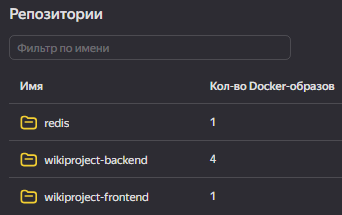 Репозитории
Фильтр по имени
Имя Кол-во Docker-образов
redis 1
wikiproject-backend 4
wikiproject-frontend 1